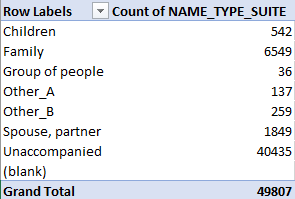 Row Labels Count of NAME_TYPE_SUITE
Children 542
Family 6549
Group of people 36
Other_A 137
Other_B 259
Spouse, partner 1849
Unaccompanied 40435
(blank)
Grand Total 49807